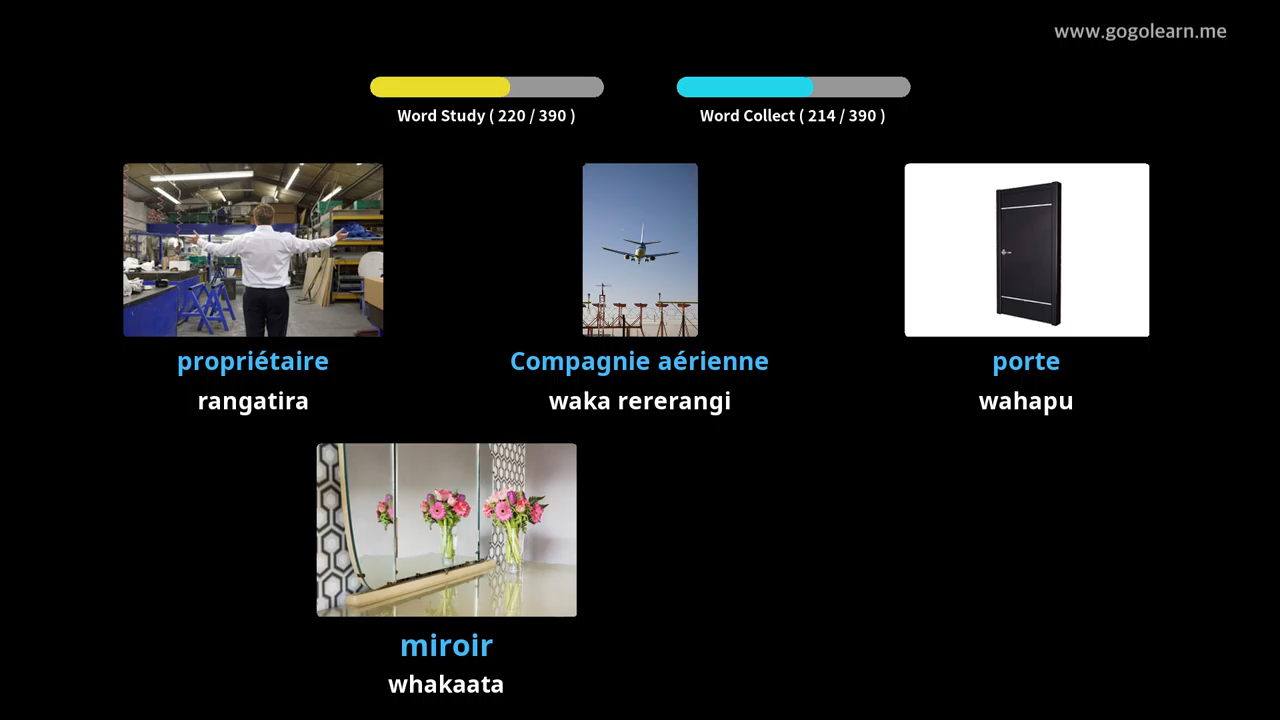 www.gogolearn.me
Word Study ( 220 / 390 )
Word Collect ( 214 / 390 )
propriétaire
rangatira
Compagnie aérienne
waka rererangi
porte
wahapu
miroir
whakaata